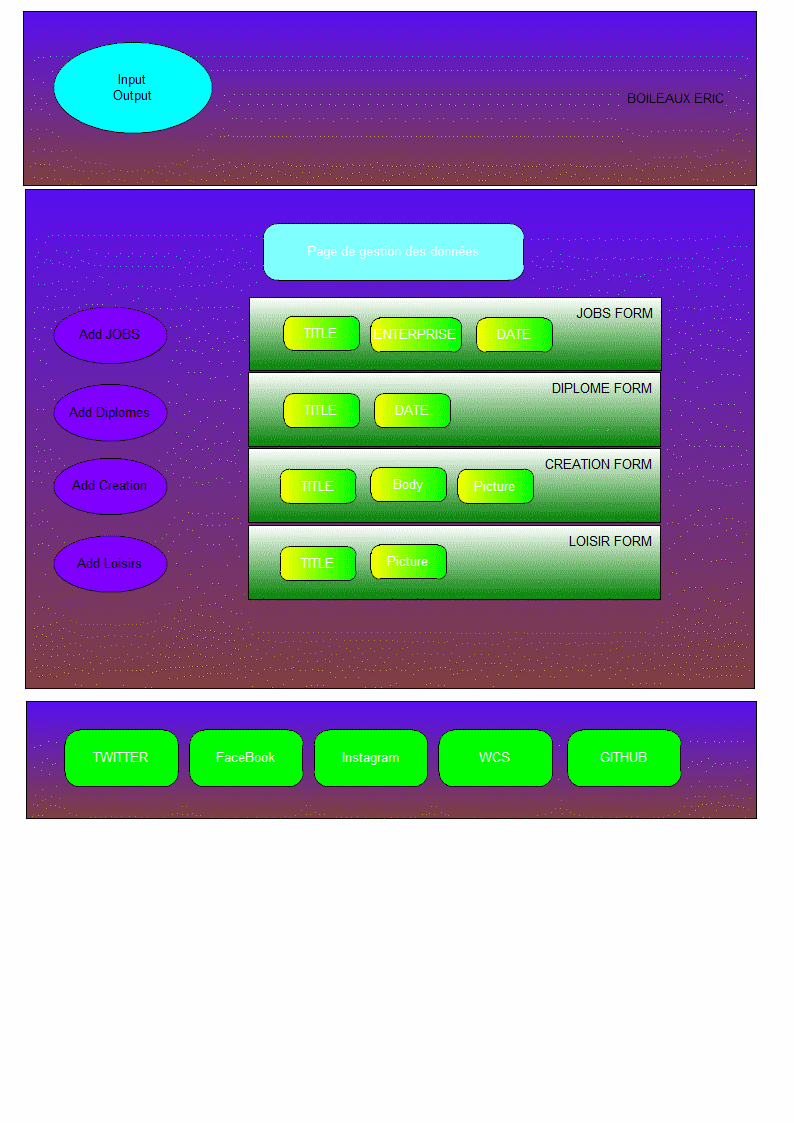 Input
Output
BOILEAUX ERIC
Page de gestion des données
Add JOBS
JOBS FORM
TITLE
ENTERPRISE
DATE
Add Diplomes
DIPLOME FORM
TITLE
DATE
Add Creation
CREATION FORM
TITLE
Body
Picture
Add Loisirs
LOISIR FORM
TITLE
Picture
TWITTER
FaceBook
Instagram
WCS
GITHUB